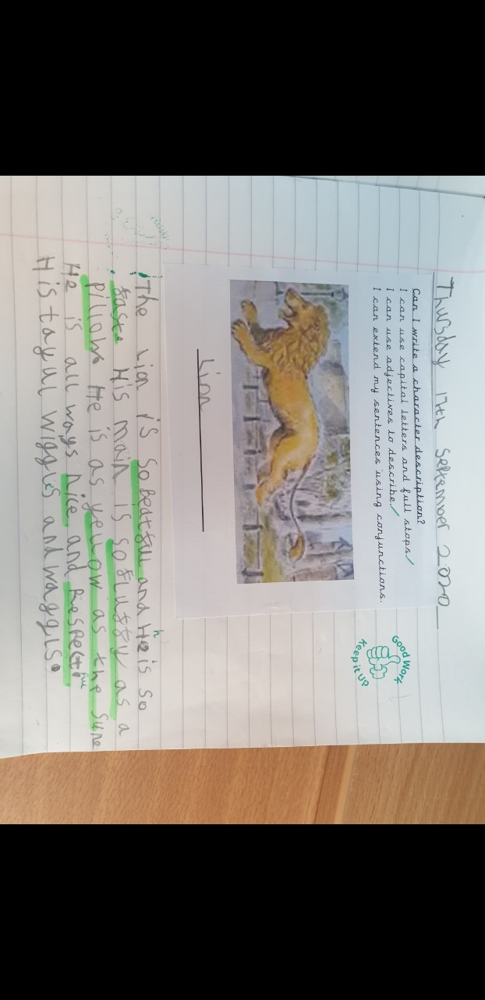 Thursday 17th September 2020
Can I write a character description?
I can use capital letters and full stops.
I can use adjectives to describe.
I can extend my sentences using conjunctions.
Good Work
Keep it up!
Lion
The Lion is so beatfull and He is so
h
faste His main is so fluffy as a
pillow He is as yellow as the Sune
He is all ways nice and Respect
ful
His tayul wiggls and waggls.